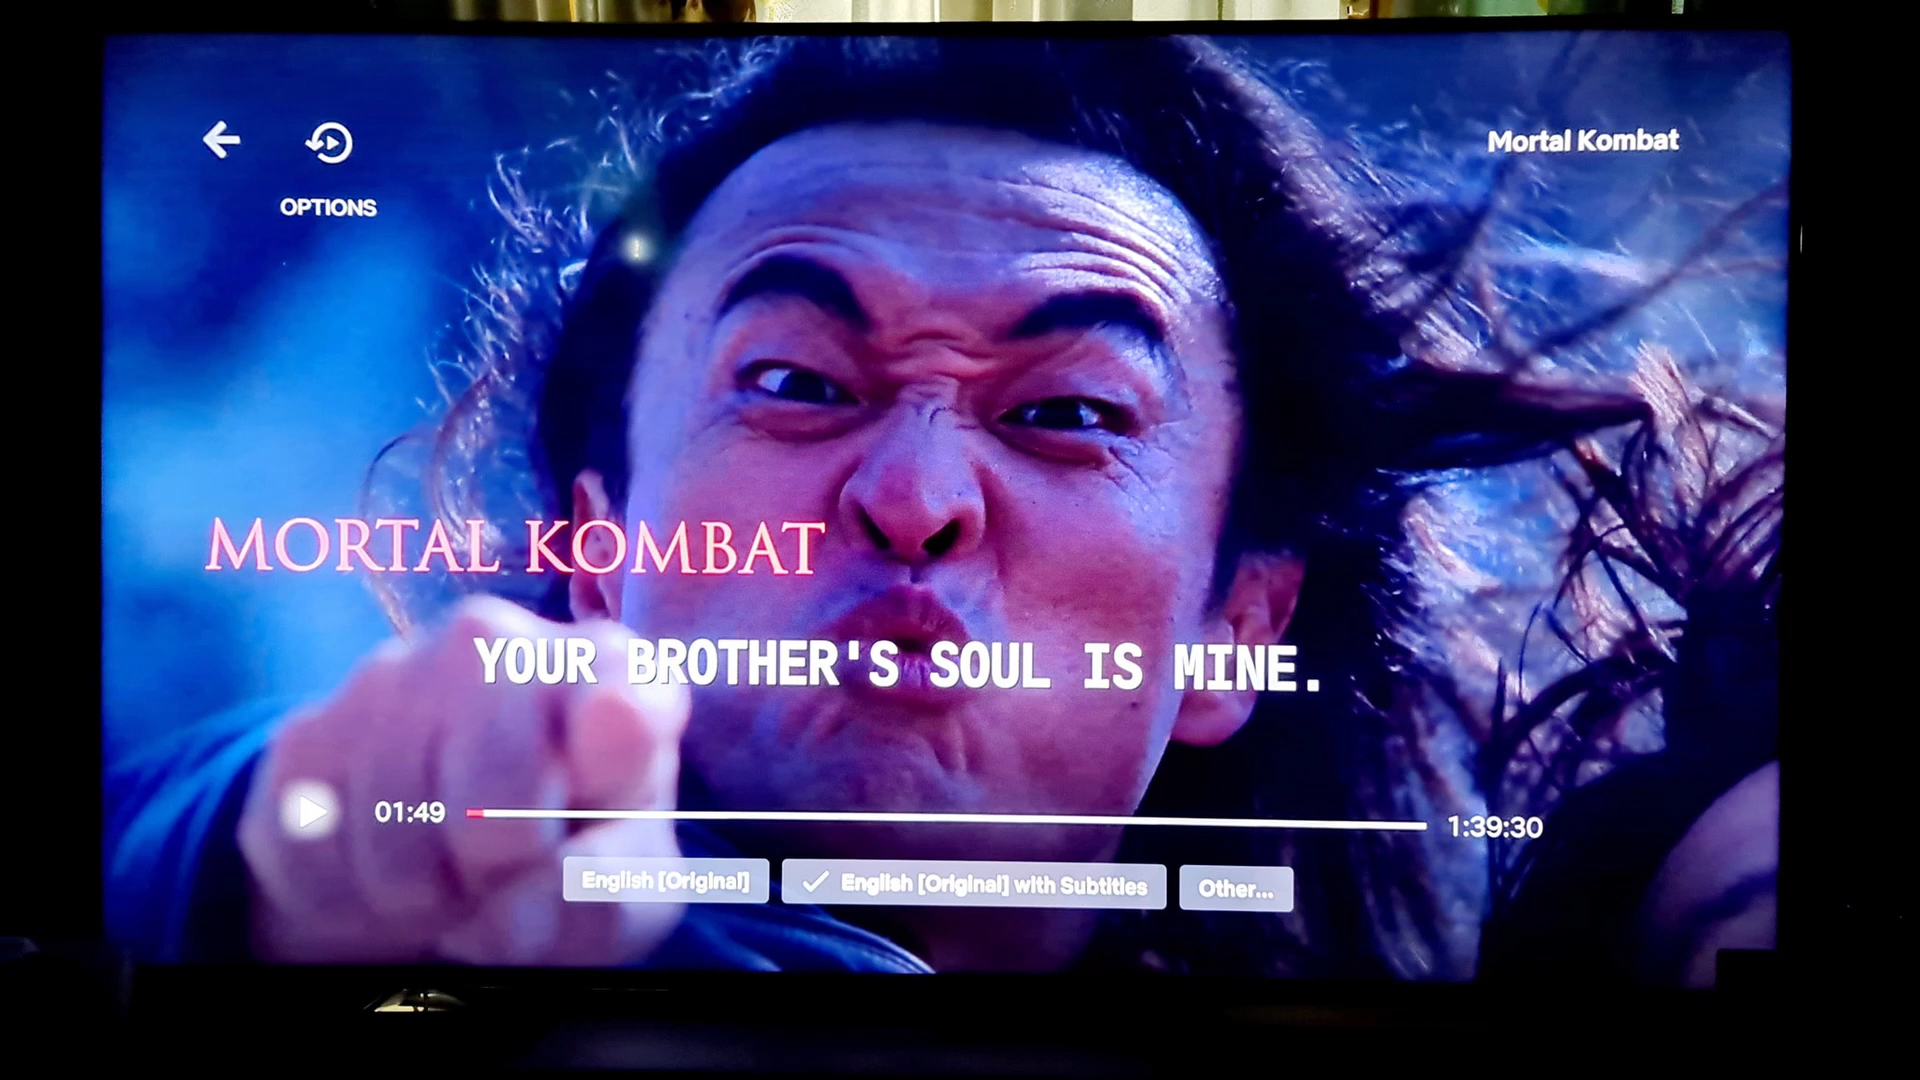 OPTIONS
Mortal Kombat
MORTAL KOMBAT
YOUR BROTHER'S SOUL IS MINE.
01:49
1:39:30
English [Original]
English [Original] with Subtitles
Other...